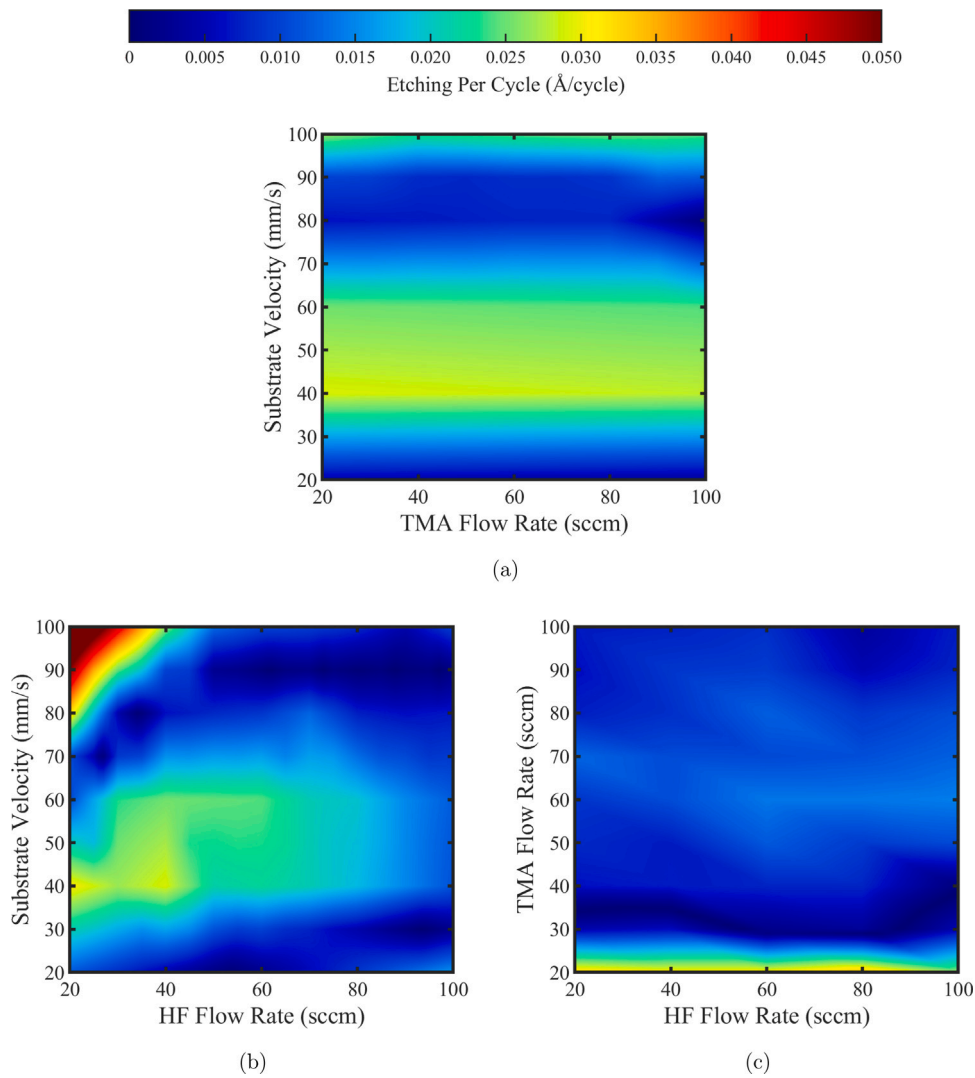 0 0.005 0.010 0.015 0.020 0.025 0.030 0.035 0.040 0.045 0.050
Etching Per Cycle (Å/cycle)
100
90
80
70
60
50
40
30
20
Substrate Velocity (mm/s)
20 40 60 80 100
TMA Flow Rate (sccm)
(a)
100
90
80
70
60
50
40
30
20
Substrate Velocity (mm/s)
20 40 60 80 100
HF Flow Rate (sccm)
(b)
100
90
80
70
60
50
40
30
20
TMA Flow Rate (sccm)
20 40 60 80 100
HF Flow Rate (sccm)
(c)